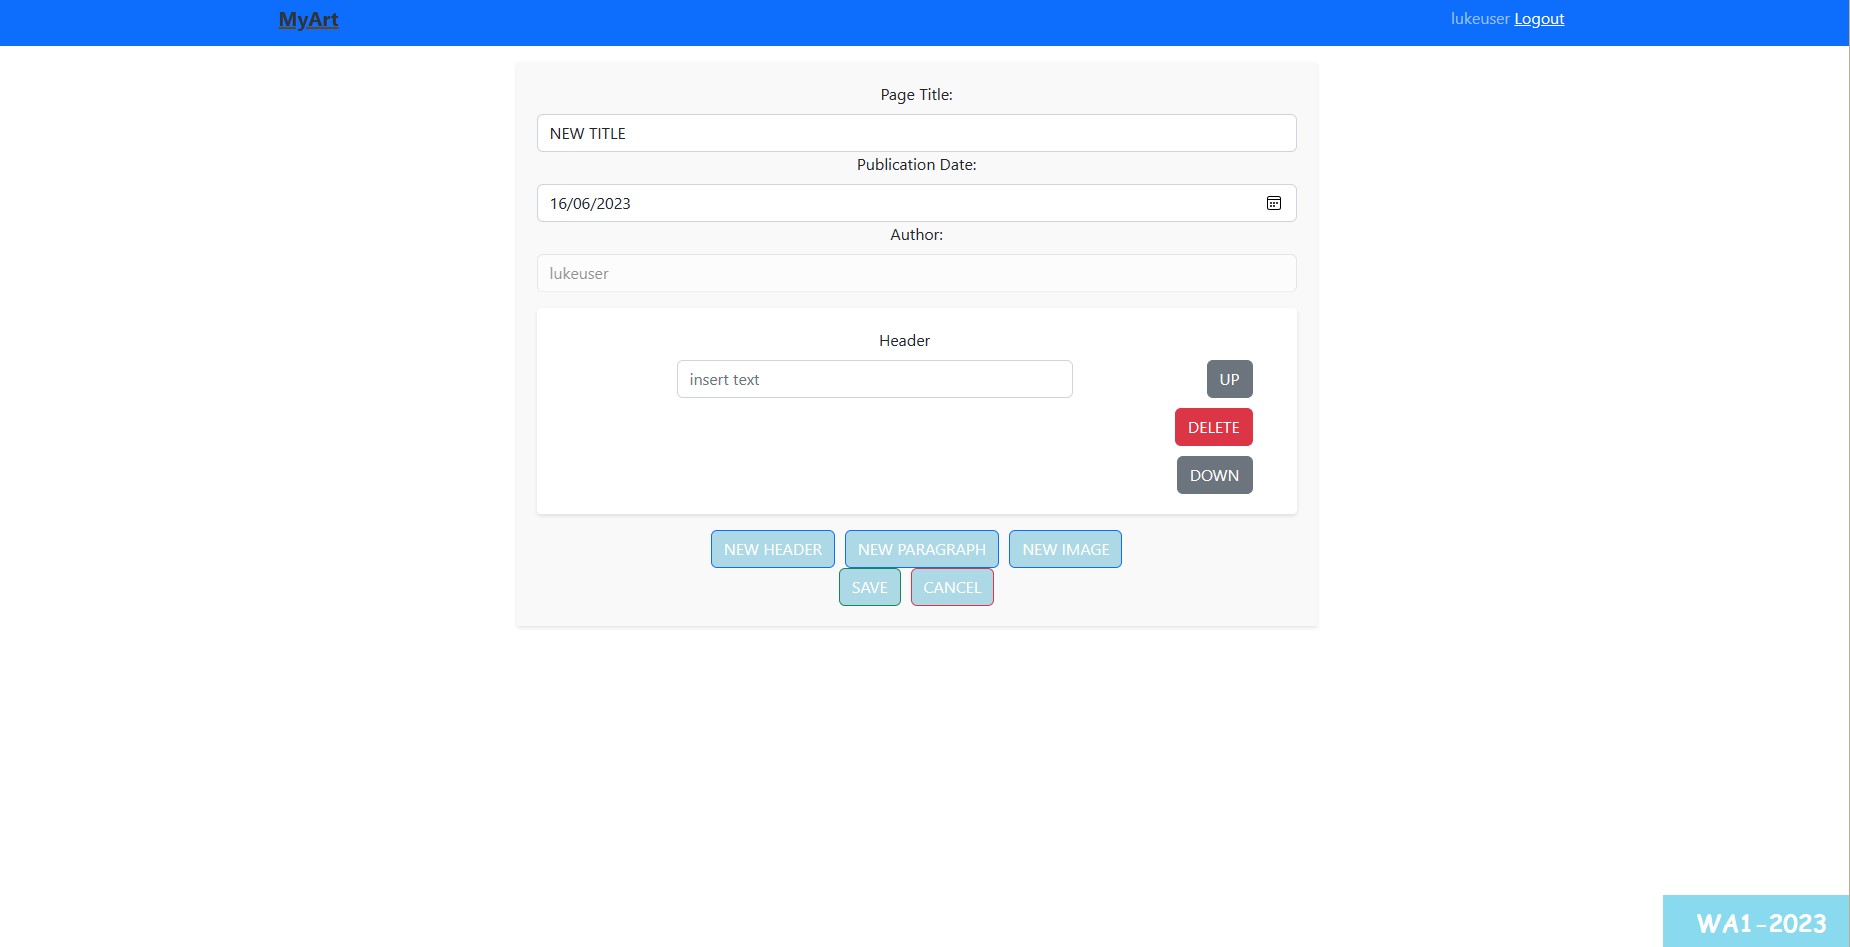 MyArt lukeuser Logout
Page Title:
NEW TITLE
Publication Date:
16/06/2023
Author:
lukeuser
Header
insert text UP
DELETE
DOWN
NEW HEADER NEW PARAGRAPH NEW IMAGE
SAVE CANCEL
WA1-2023